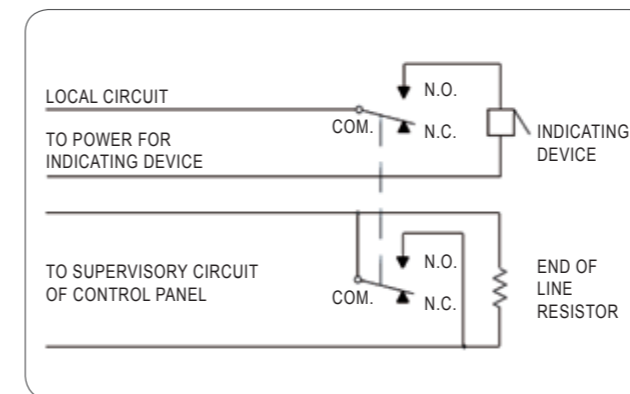 LOCAL CIRCUIT
N.O.
COM.
N.C.
TO POWER FOR
INDICATING DEVICE
INDICATING
DEVICE
TO SUPERVISORY CIRCUIT
OF CONTROL PANEL
N.O.
COM.
N.C.
END OF
LINE
RESISTOR